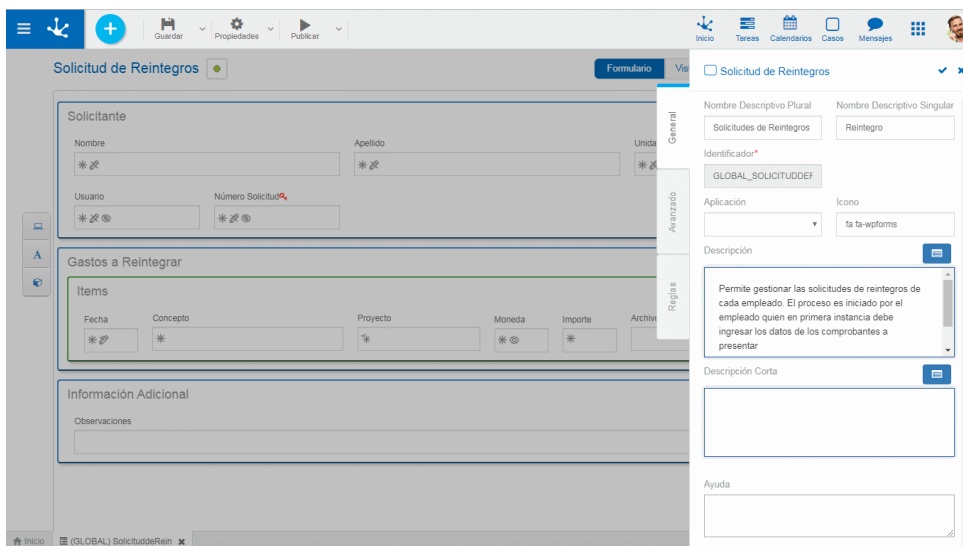 Guardar
Propiedades
Publicar
Inicio
Tareas
Calendarios
Casos
Mensajes
Solicitud de Reintegros
Formulario
Solicitante
Nombre
Apellido
Usuario
Número Solicitud
Gastos a Reintegrar
Items
Fecha
Concepto
Proyecto
Moneda
Importe
Información Adicional
Observaciones
Inicio
(GLOBAL) SolicituddeRein
General
Avanzado
Reglas
Solicitud de Reintegros
Nombre Descriptivo Plural
Nombre Descriptivo Singular
Solicitudes de Reintegros
Reintegro
Identificador*
GLOBAL_SOLICITUDDEF
Aplicación
Icono
fa fa-wpforms
Descripción
Permite gestionar las solicitudes de reintegros de
cada empleado. El proceso es iniciado por el
empleado quien en primera instancia debe
ingresar los datos de los comprobantes a
presentar
Descripción Corta
Ayuda